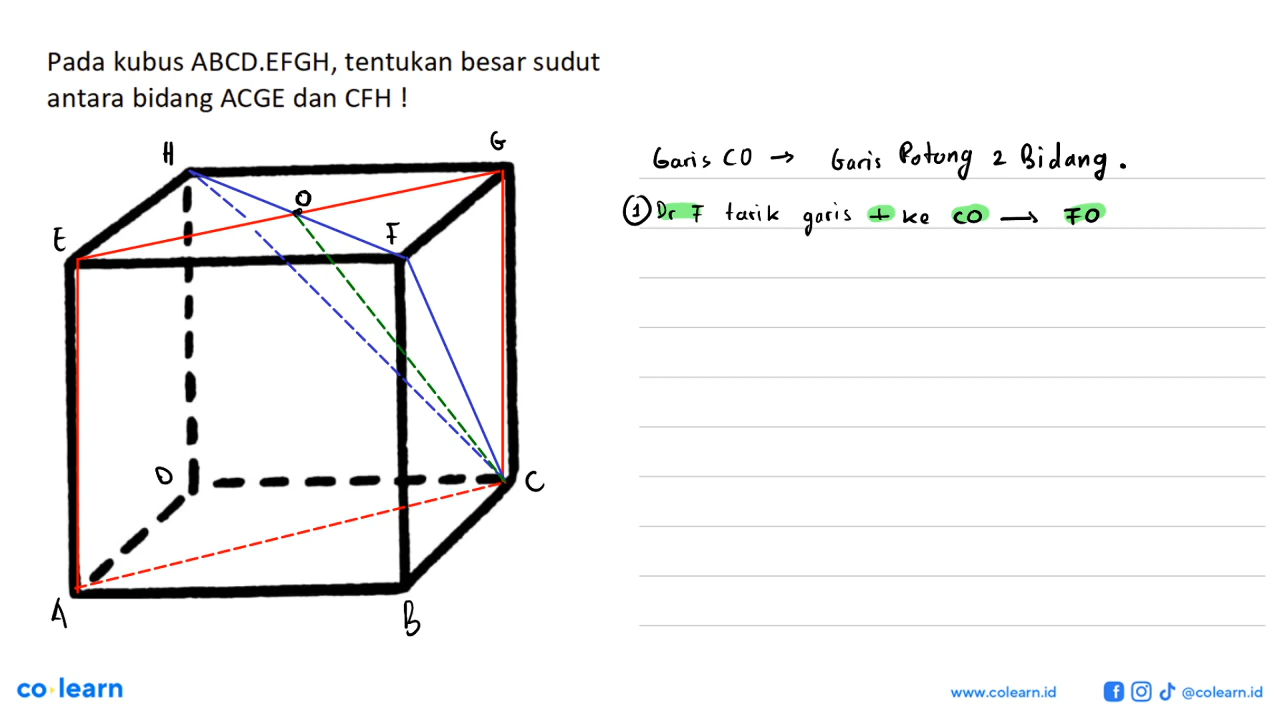 Pada kubus ABCD.EFGH, tentukan besar sudut
antara bidang ACGE dan CFH !
H
G
O
E
F
D
C
A
B
Garis CO → Garis Potong 2 Bidang.
① Dr F tarik garis ⊥ ke CO → FO
co learn
www.colearn.id
@colearn.id